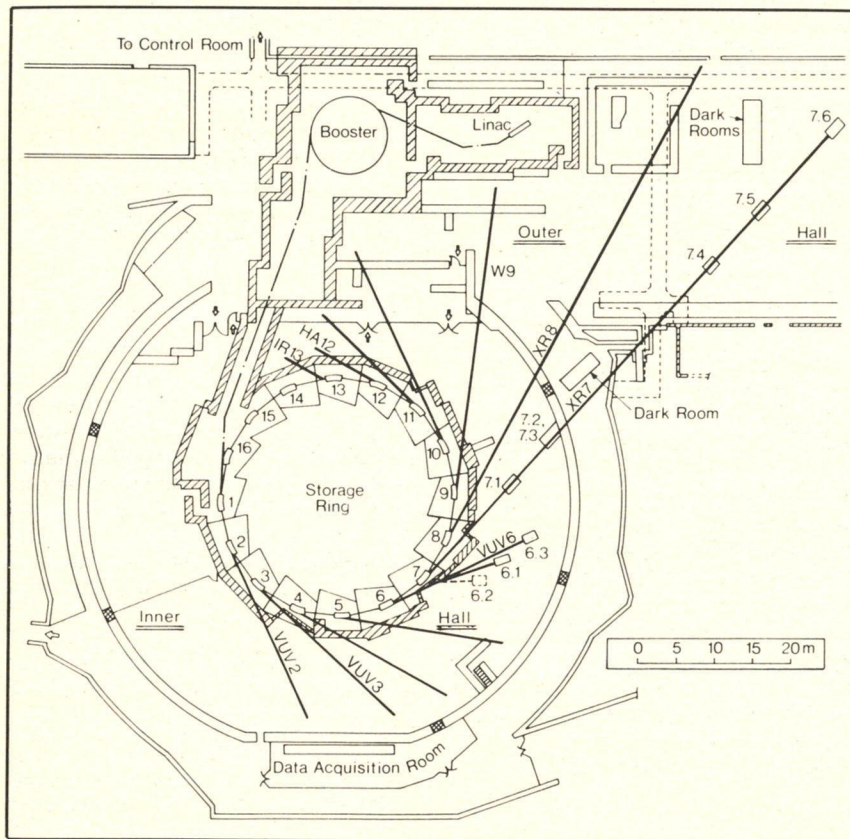 To Control Room
Booster
Linac
Dark
Rooms
7.6
7.5
Outer
Hall
7.4
W9
XR8
HA12
IR13
XR7
Dark Room
7.2,
7.3
13
12
14
11
15
10
16
7.1
Storage
Ring
9
1
8
VUV6
6.3
2
7
6.1
3
6.2
4
5
6
Inner
Hall
VUV2
VUV3
0 5 10 15 20 m
Data Acquisition Room